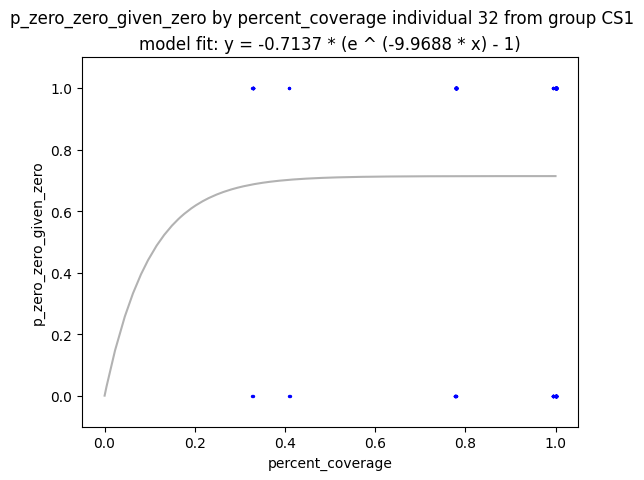 p_zero_zero_given_zero by percent_coverage individual 32 from group CS1
model fit: y = -0.7137 * (e ^ (-9.9688 * x) - 1)
1.0
0.8
0.6
0.4
0.2
0.0
p_zero_zero_given_zero
0.0 0.2 0.4 0.6 0.8 1.0
percent_coverage